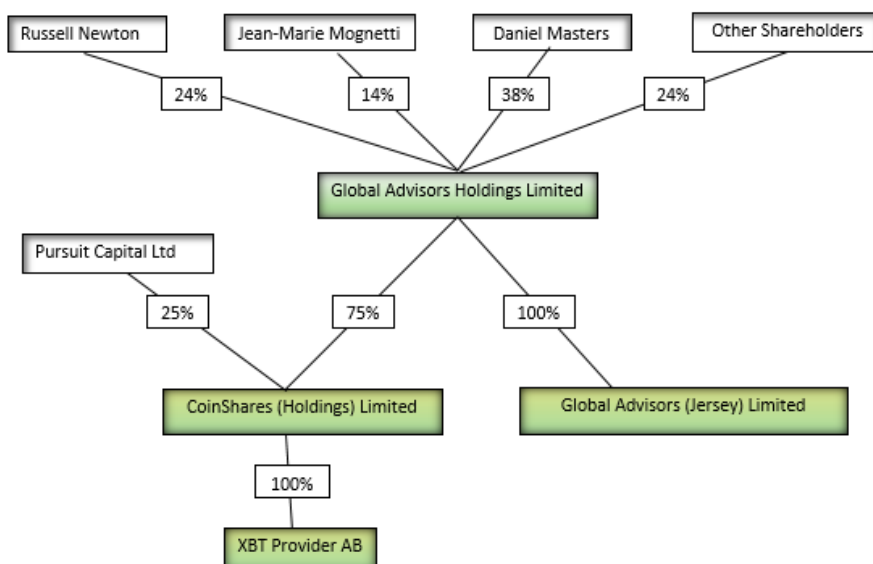 Russell Newton
Jean-Marie Mognetti
Daniel Masters
Other Shareholders
24%
14%
38%
24%
Global Advisors Holdings Limited
Pursuit Capital Ltd
25%
75%
100%
CoinShares (Holdings) Limited
Global Advisors (Jersey) Limited
100%
XBT Provider AB